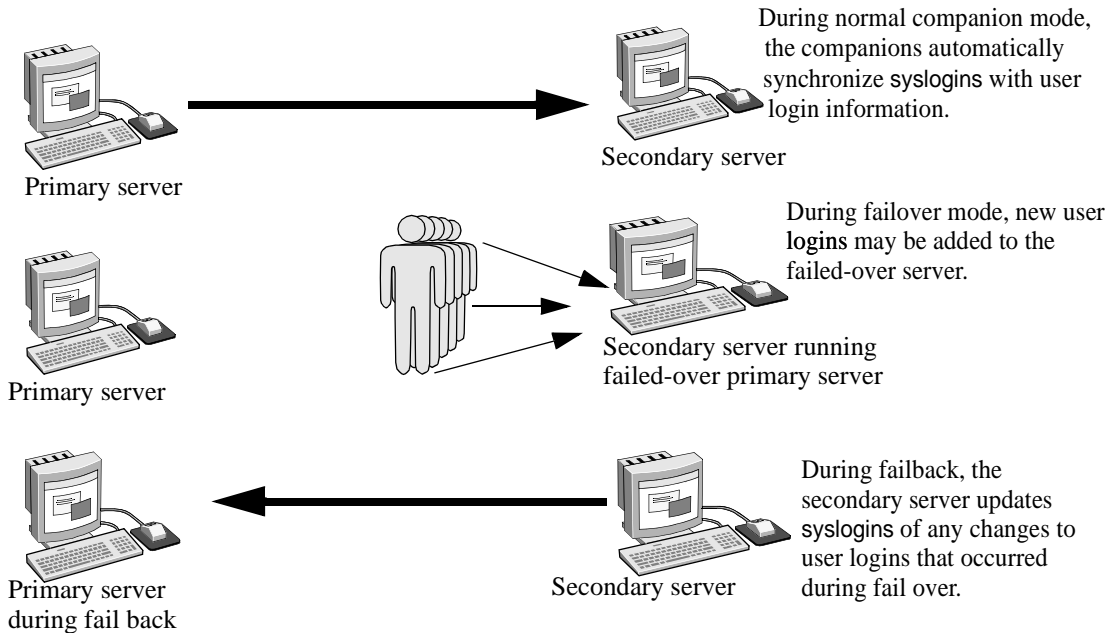 During normal companion mode,
the companions automatically
synchronize syslogins with user
login information.
Primary server
Secondary server
During failover mode, new user
logins may be added to the
failed-over server.
Primary server
Secondary server running
failed-over primary server
During failback, the
secondary server updates
syslogins of any changes to
user logins that occurred
during fail over.
Primary server
during fail back
Secondary server